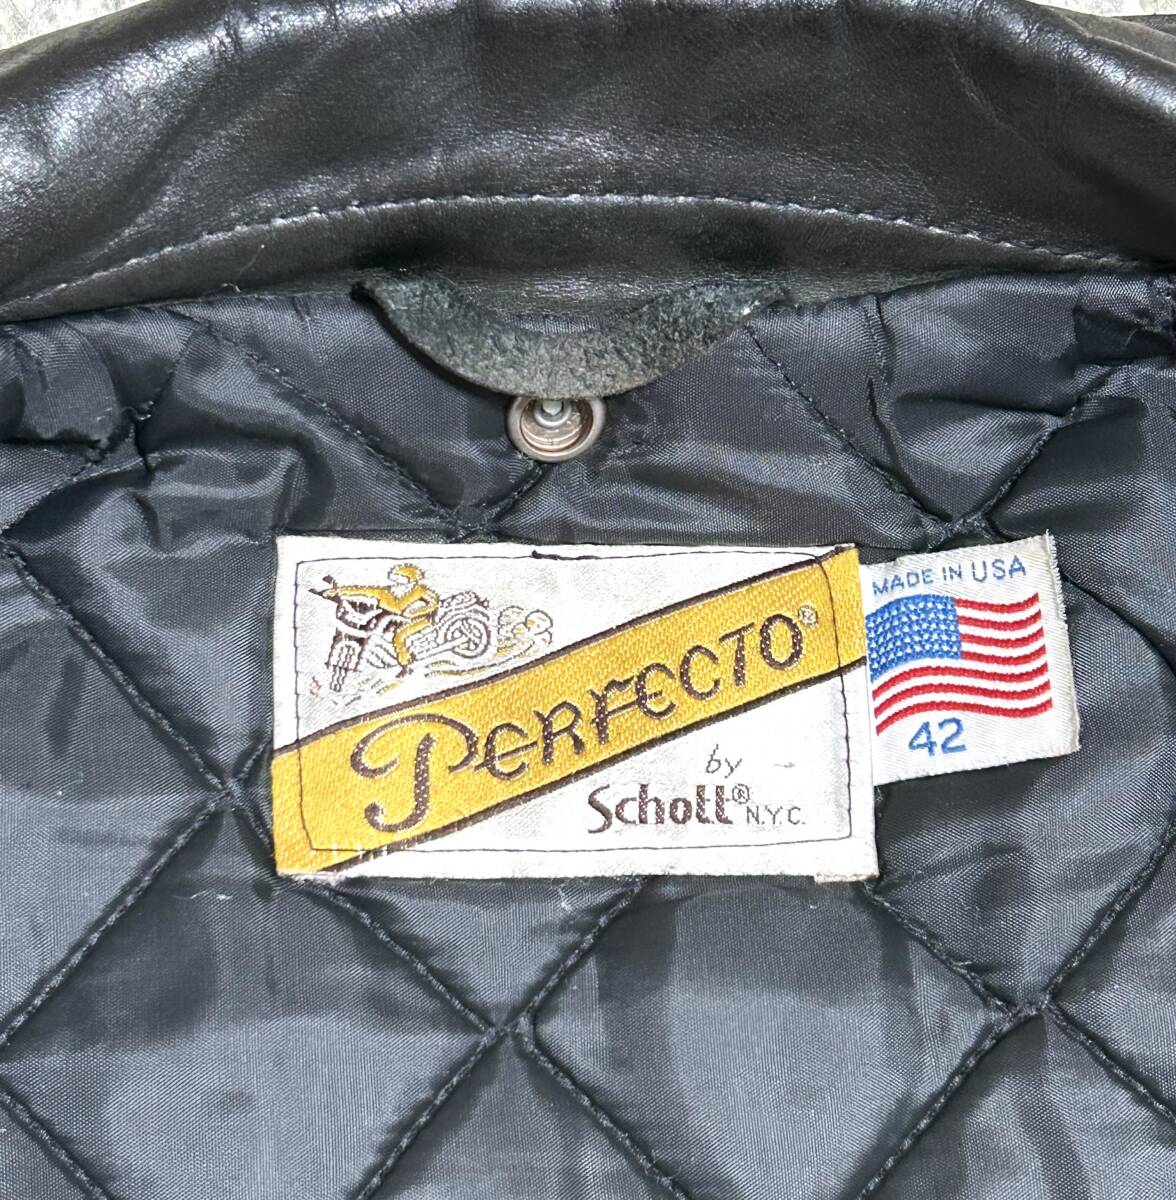 PERFECTO®
by
Schott® N.Y.C.
MADE IN USA
42